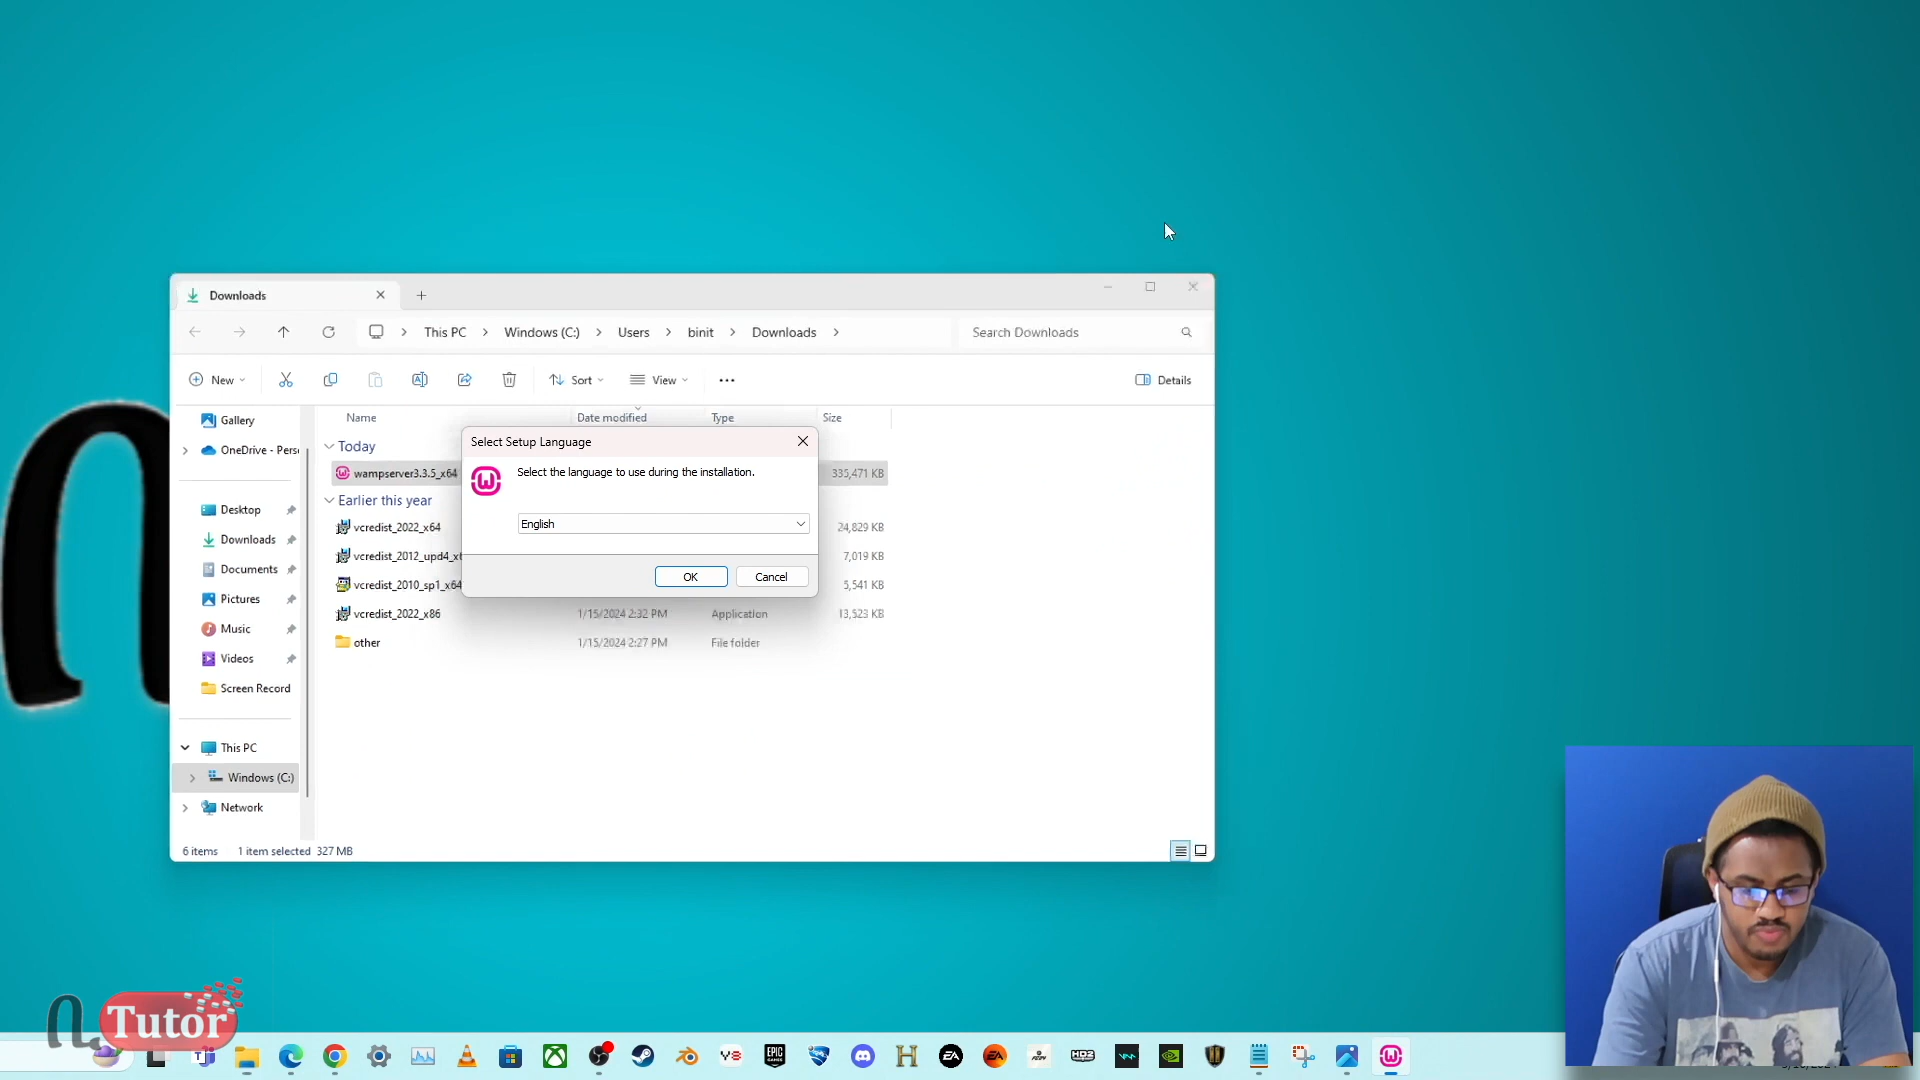 Downloads
This PC
Windows (C:)
Users
binit
Downloads
Search Downloads
New
Sort
View
Details
Gallery
OneDrive - Pers
Desktop
Downloads
Documents
Pictures
Music
Videos
Screen Record
This PC
Windows (C:)
Network
Name Date modified Type Size
Today
wampserver3.3.5_x64 335,471 KB
Earlier this year
vcredist_2022_x64 24,829 KB
vcredist_2012_upd4_x 7,019 KB
vcredist_2010_sp1_x64 5,541 KB
vcredist_2022_x86 1/15/2024 2:32 PM Application 13,523 KB
other 1/15/2024 2:27 PM File folder
Select Setup Language
Select the language to use during the installation.
English
OK Cancel
6 items 1 item selected 327 MB
Tutor
EPIC
GAMES
EA
EA
HD2